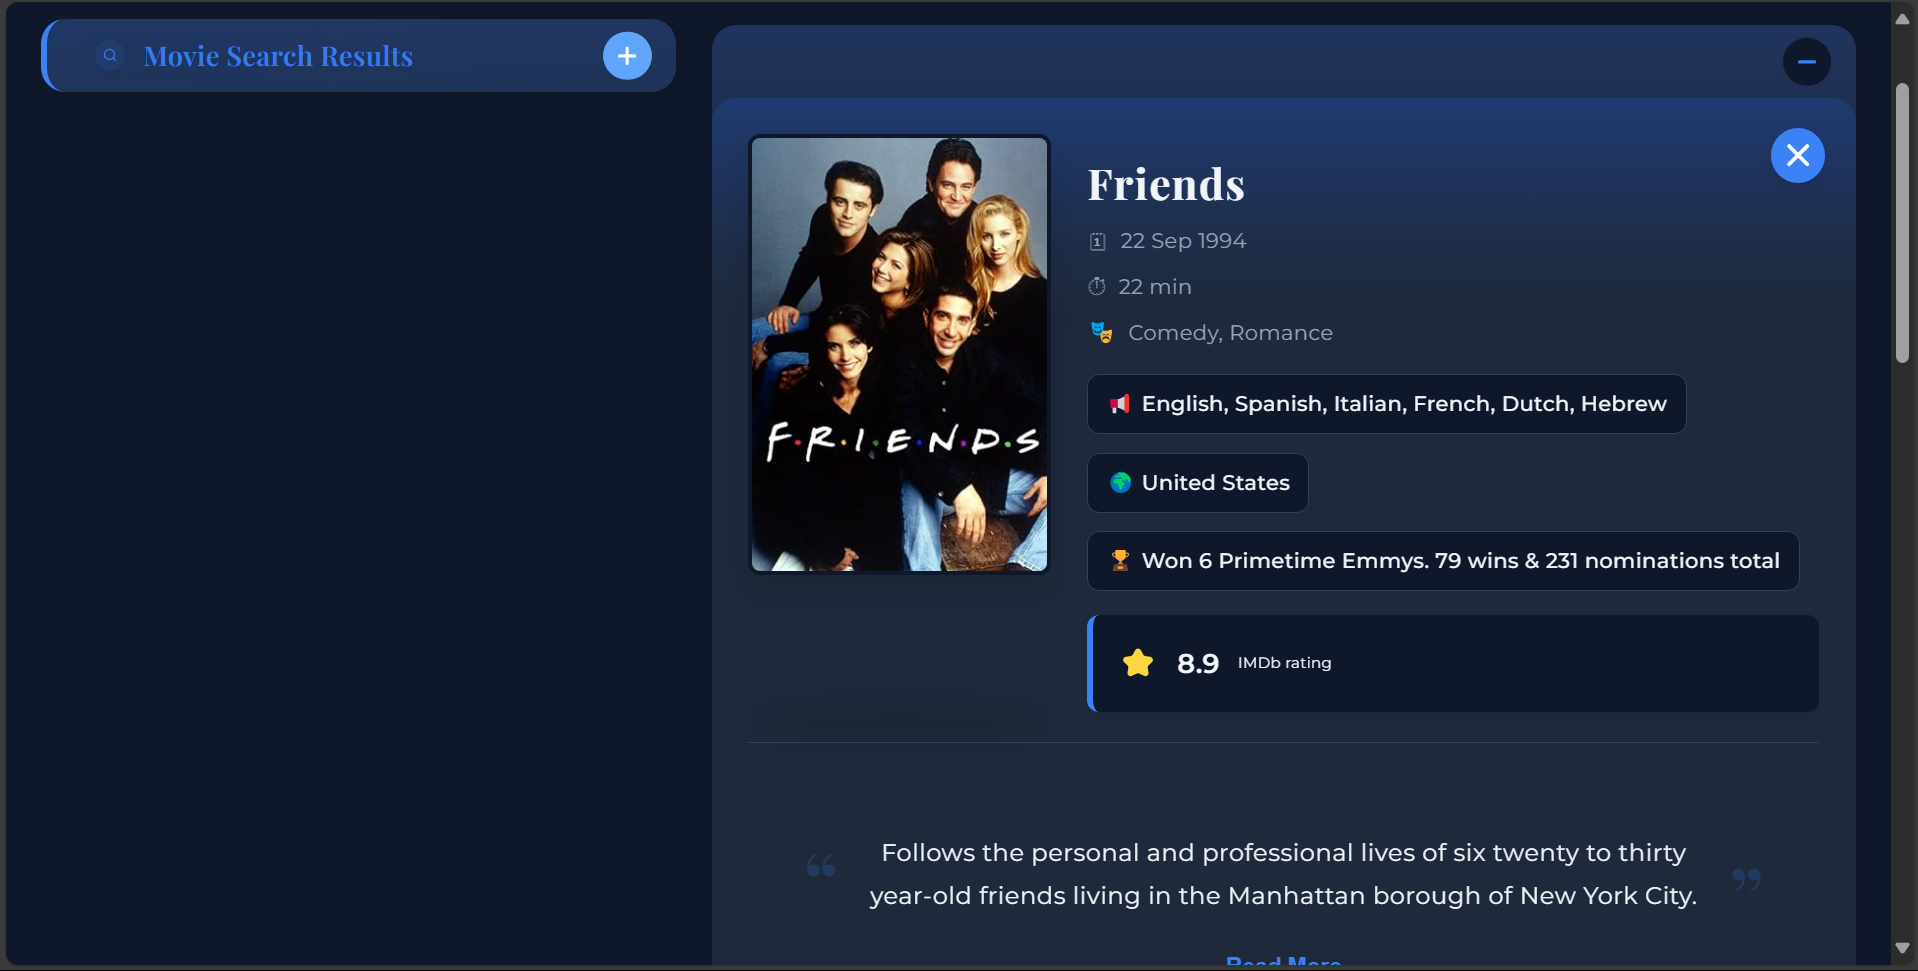 Movie Search Results
F·R·I·E·N·D·S
Friends
22 Sep 1994
22 min
Comedy, Romance
English, Spanish, Italian, French, Dutch, Hebrew
United States
Won 6 Primetime Emmys. 79 wins & 231 nominations total
8.9 IMDb rating
“ Follows the personal and professional lives of six twenty to thirty
year-old friends living in the Manhattan borough of New York City. ”
Read More